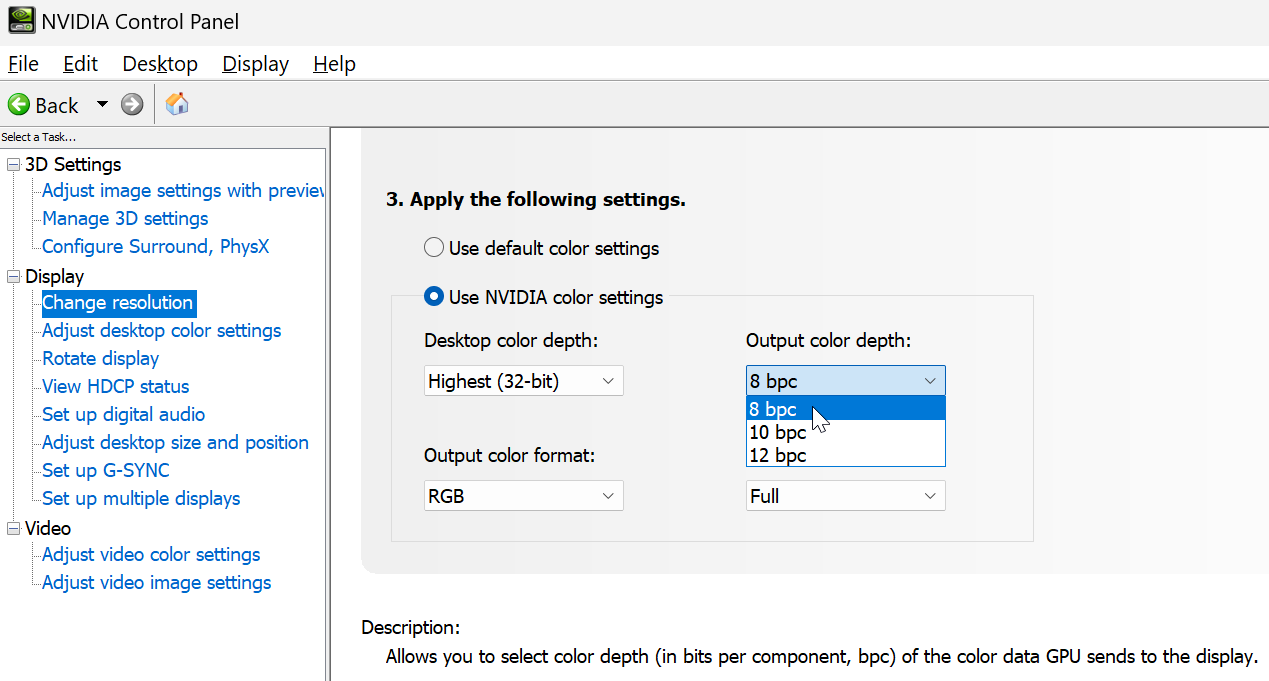 NVIDIA Control Panel
File Edit Desktop Display Help
Back
Select a Task...
3D Settings
Adjust image settings with preview
Manage 3D settings
Configure Surround, PhysX
Display
Change resolution
Adjust desktop color settings
Rotate display
View HDCP status
Set up digital audio
Adjust desktop size and position
Set up G-SYNC
Set up multiple displays
Video
Adjust video color settings
Adjust video image settings
3. Apply the following settings.
Use default color settings
Use NVIDIA color settings
Desktop color depth:
Highest (32-bit)
Output color depth:
8 bpc
8 bpc
10 bpc
12 bpc
Output color format:
RGB
Full
Description:
Allows you to select color depth (in bits per component, bpc) of the color data GPU sends to the display.